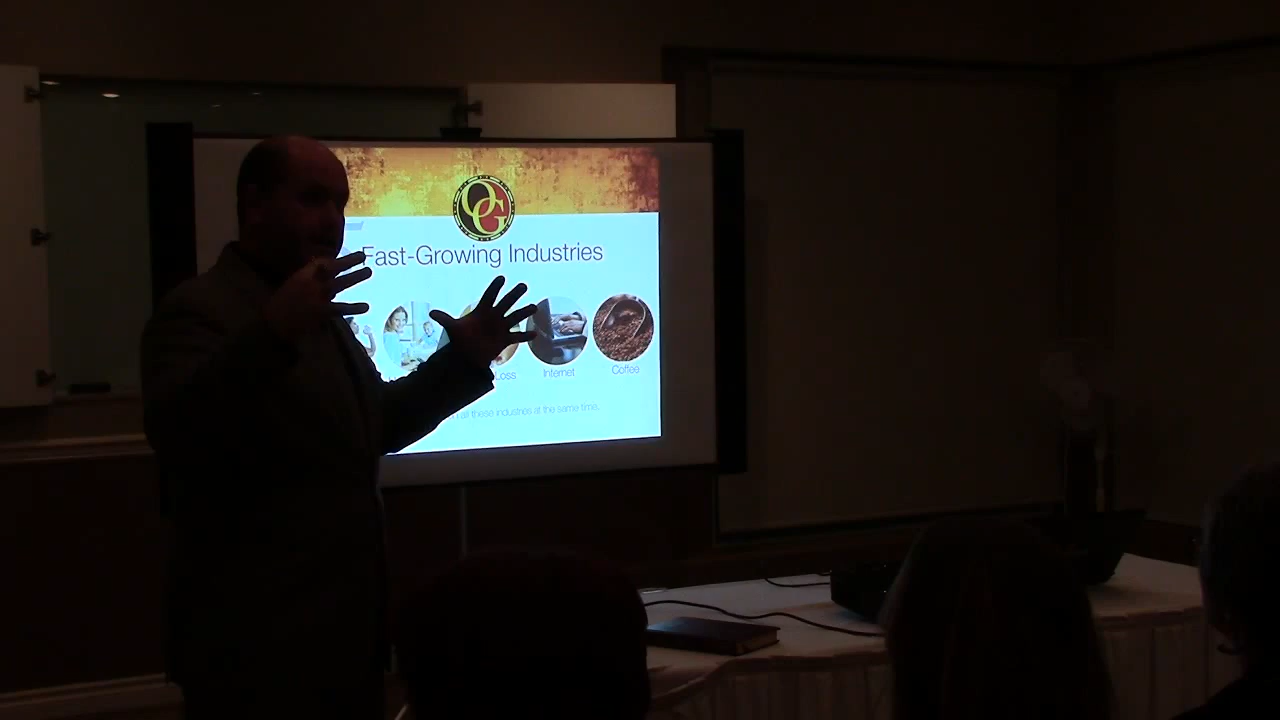 OG
Fast-Growing Industries
Loss Internet Coffee
all these industries at the same time.